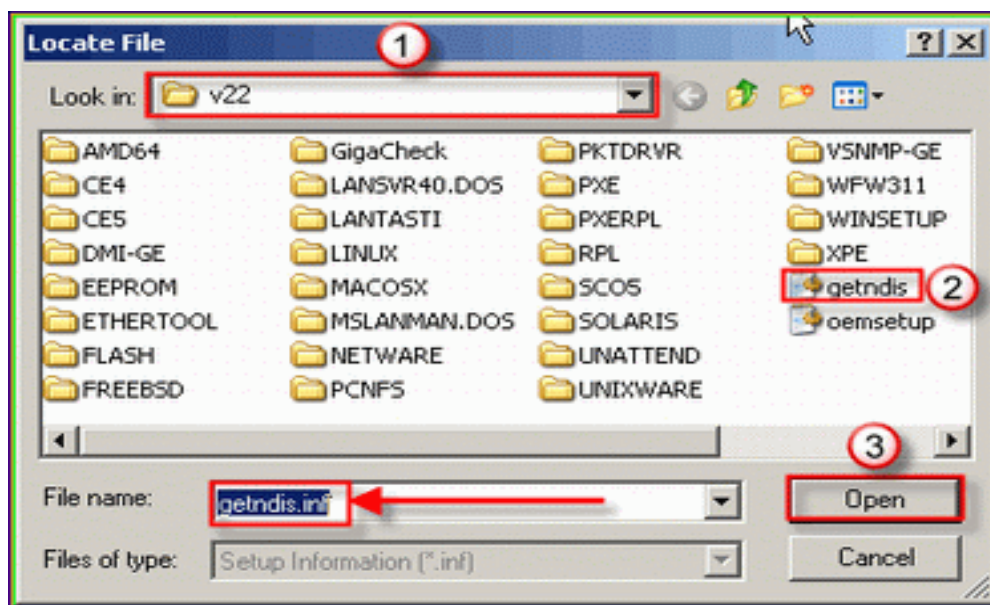 Locate File
1
Look in: v22
AMD64 GigaCheck PKTDRVR VSNMP-GE
CE4 LANSVR40.DOS PXE WFW311
CE5 LANTASTI PXERPL WINSETUP
DMI-GE LINUX RPL XPE
EEPROM MACOSX SCO5 getndis 2
ETHERTOOL MSLANMAN.DOS SOLARIS oemsetup
FLASH NETWARE UNATTEND
FREEBSD PCNFS UNIXWARE
3
File name: getndis.inf Open
Files of type: Setup Information (*.inf) Cancel